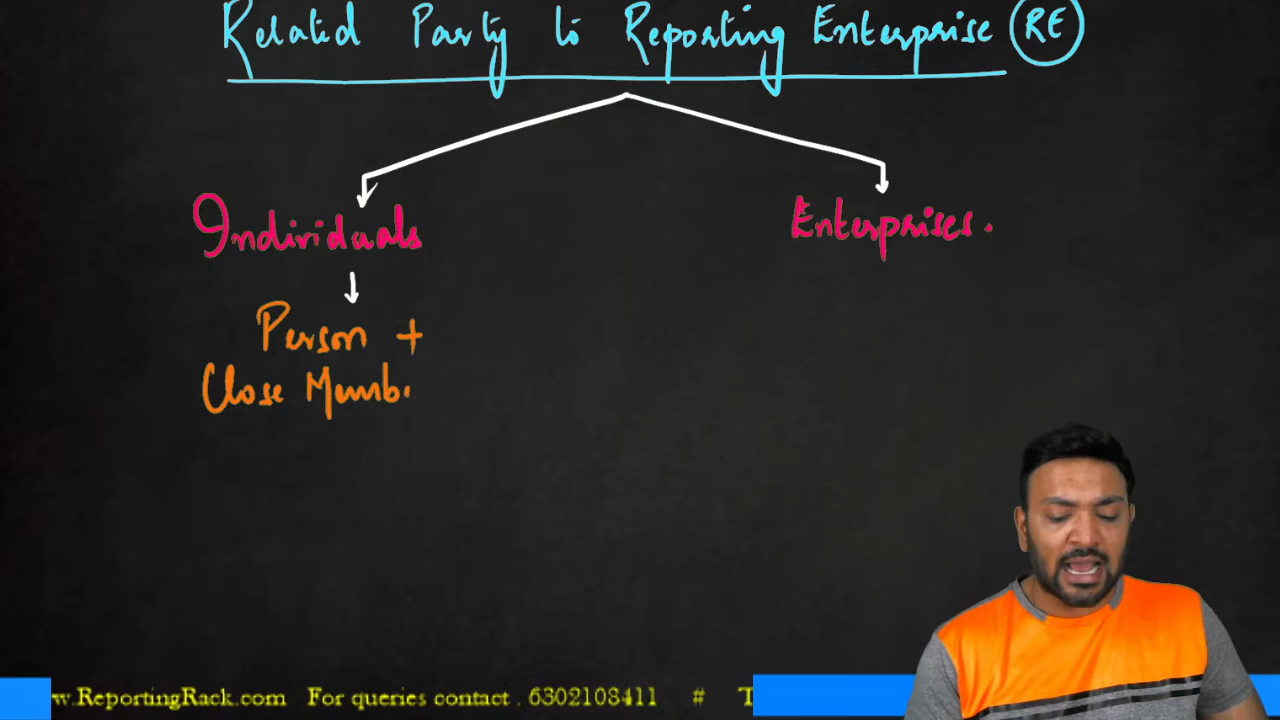 Related Party to Reporting Enterprise RE
Individuals
Enterprises.
Person +
Close Memb.
w.ReportingRack.com For queries contact . 6302108411 # T